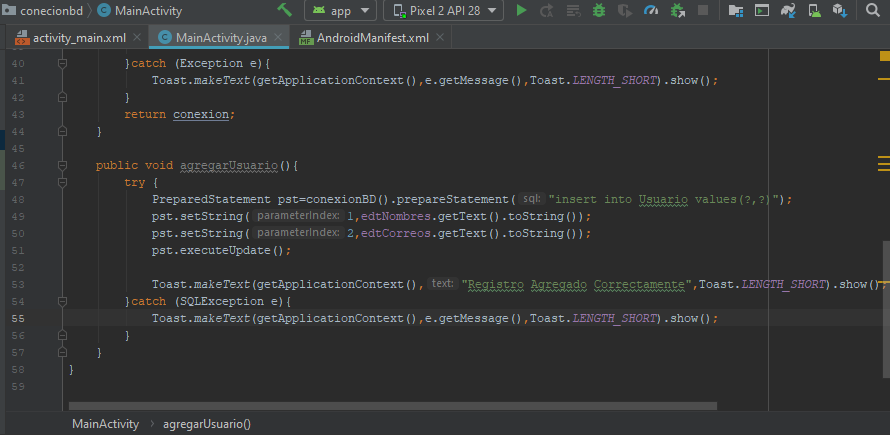 conecionbd MainActivity app Pixel 2 API 28
activity_main.xml MainActivity.java AndroidManifest.xml
40 }catch (Exception e){
41 Toast.makeText(getApplicationContext(),e.getMessage(),Toast.LENGTH_SHORT).show();
42 }
43 return conexion;
44 }
45
46 public void agregarUsuario(){
47 try {
48 PreparedStatement pst=conexionBD().prepareStatement( sql: "insert into Usuario values(?,?)");
49 pst.setString( parameterIndex: 1,edtNombres.getText().toString());
50 pst.setString( parameterIndex: 2,edtCorreos.getText().toString());
51 pst.executeUpdate();
52
53 Toast.makeText(getApplicationContext(), text: "Registro Agregado Correctamente",Toast.LENGTH_SHORT).show();
54 }catch (SQLException e){
55 Toast.makeText(getApplicationContext(),e.getMessage(),Toast.LENGTH_SHORT).show();
56 }
57 }
58 }
59
MainActivity › agregarUsuario()